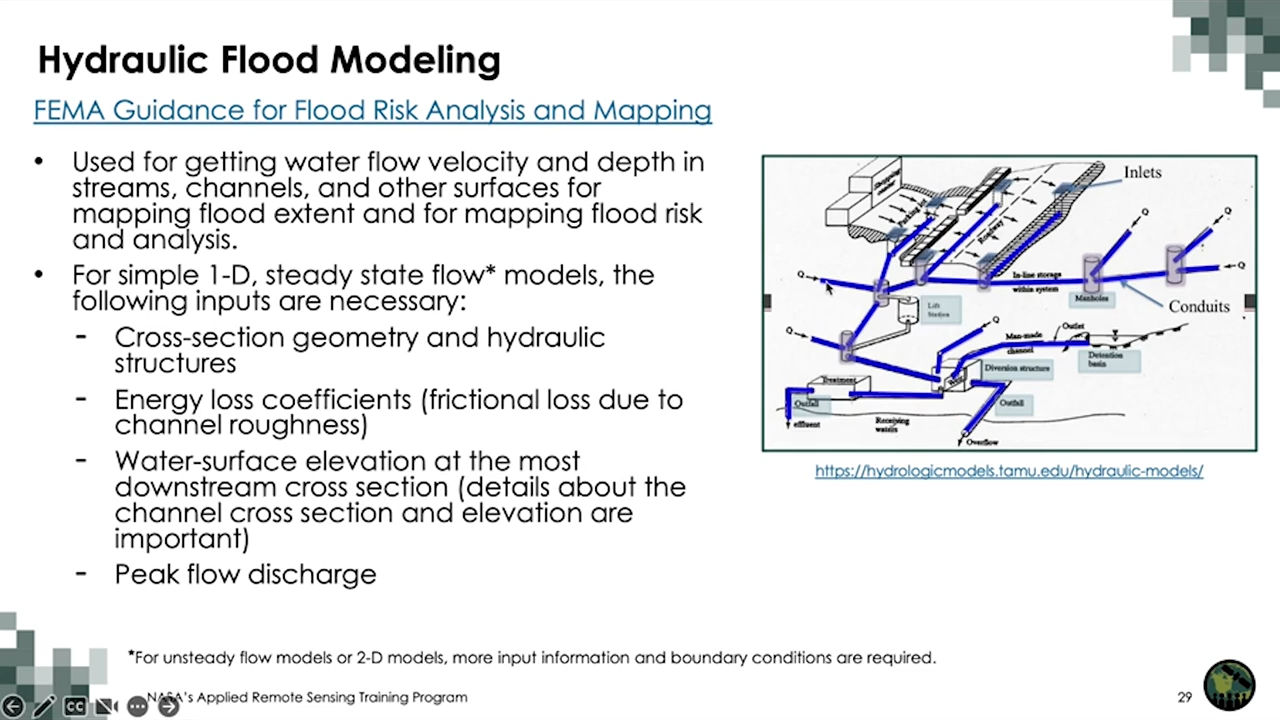 Hydraulic Flood Modeling
FEMA Guidance for Flood Risk Analysis and Mapping
• Used for getting water flow velocity and depth in
streams, channels, and other surfaces for
mapping flood extent and for mapping flood risk
and analysis.
• For simple 1-D, steady state flow* models, the
following inputs are necessary:
- Cross-section geometry and hydraulic
structures
- Energy loss coefficients (frictional loss due to
channel roughness)
- Water-surface elevation at the most
downstream cross section (details about the
channel cross section and elevation are
important)
- Peak flow discharge
Inlets
Shopping
Parking lot
Roadway
Q
Q
Q
Q
In-line storage
within system
Manholes
Conduits
Lift
Station
Q
Q
Man-made
channel
Outlet
Detention
basin
Diversion structure
Treatment
Outfall
Outfall
effluent
Receiving
waters
Overflow
https://hydrologicmodels.tamu.edu/hydraulic-models/
*For unsteady flow models or 2-D models, more input information and boundary conditions are required.
CC
NASA's Applied Remote Sensing Training Program
29